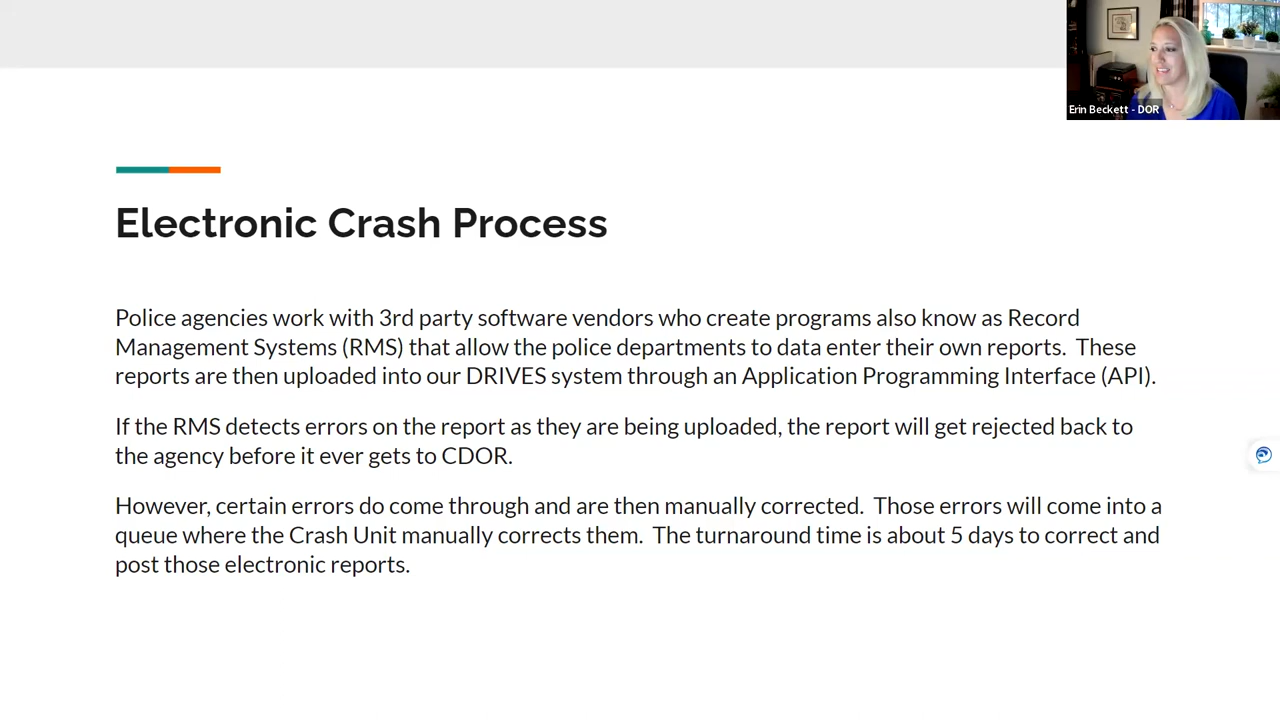 Erin Beckett - DOR
Electronic Crash Process
Police agencies work with 3rd party software vendors who create programs also know as Record
Management Systems (RMS) that allow the police departments to data enter their own reports.  These
reports are then uploaded into our DRIVES system through an Application Programming Interface (API).
If the RMS detects errors on the report as they are being uploaded, the report will get rejected back to
the agency before it ever gets to CDOR.
However, certain errors do come through and are then manually corrected.  Those errors will come into a
queue where the Crash Unit manually corrects them.  The turnaround time is about 5 days to correct and
post those electronic reports.